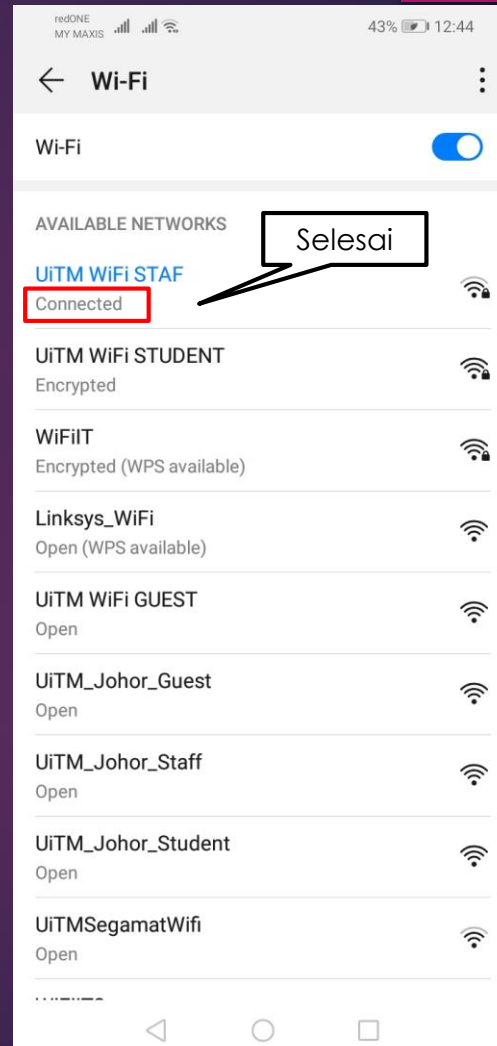 redONE
MY MAXIS
43% 12:44
Wi-Fi
Wi-Fi
AVAILABLE NETWORKS
Selesai
UiTM WiFi STAF
Connected
UiTM WiFi STUDENT
Encrypted
WiFiIT
Encrypted (WPS available)
Linksys_WiFi
Open (WPS available)
UiTM WiFi GUEST
Open
UiTM_Johor_Guest
Open
UiTM_Johor_Staff
Open
UiTM_Johor_Student
Open
UiTMSegamatWifi
Open